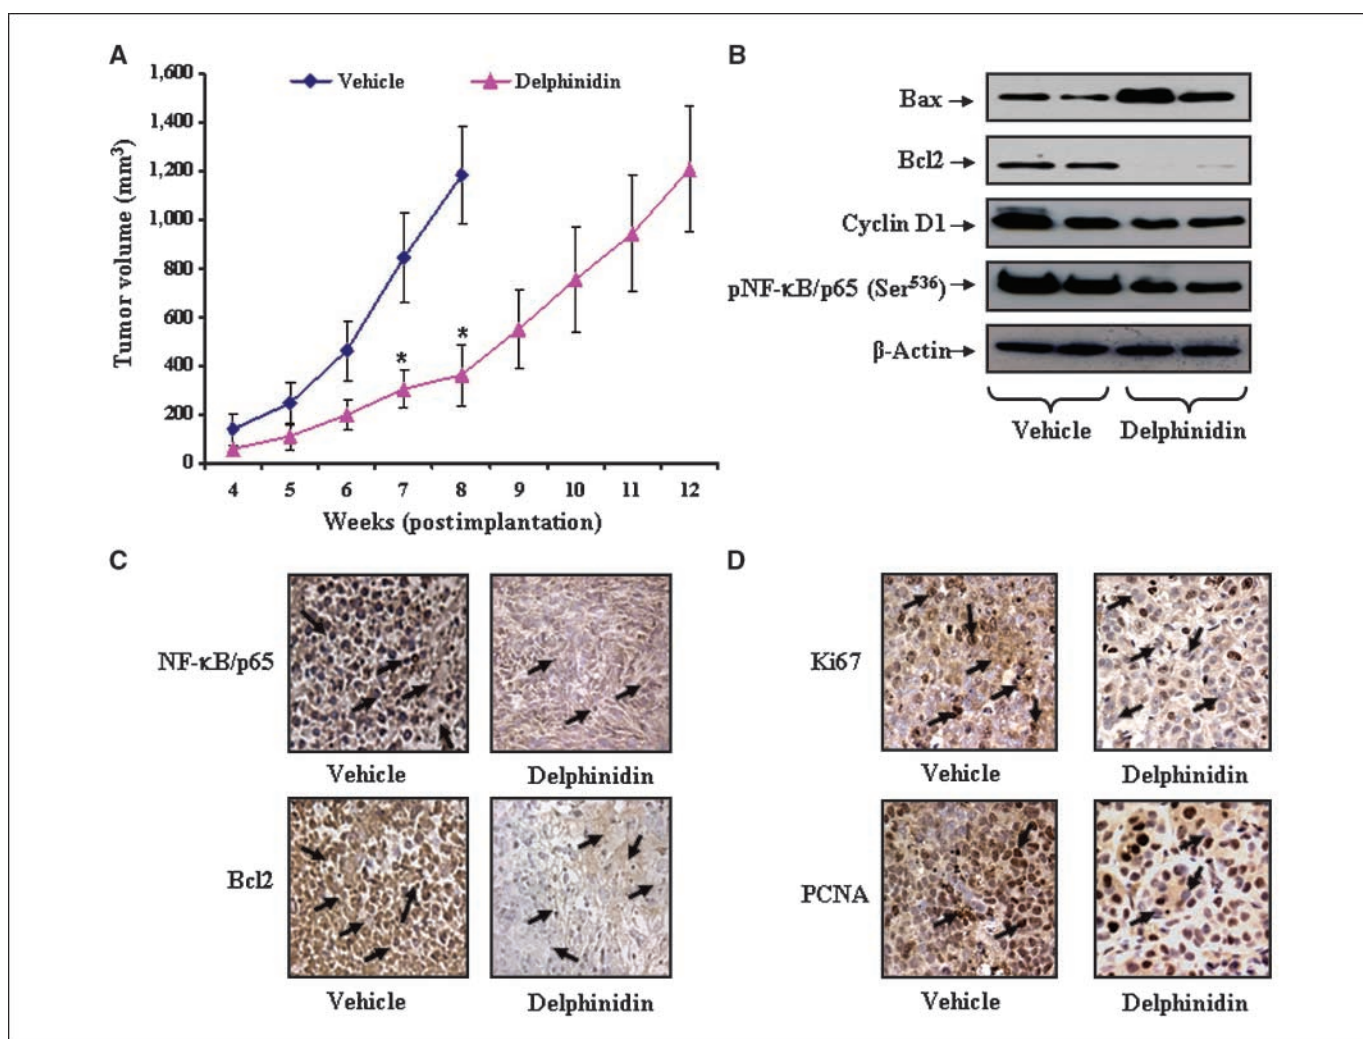 A
Vehicle
Delphinidin
Tumor volume (mm³)
1,600
1,400
1,200
1,000
800
600
400
200
0
*
*
4 5 6 7 8 9 10 11 12
Weeks (postimplantation)
B
Bax
Bcl2
Cyclin D1
pNF-κB/p65 (Ser⁵³⁶)
β-Actin
Vehicle Delphinidin
C
NF-κB/p65
Vehicle Delphinidin
Bcl2
Vehicle Delphinidin
D
Ki67
Vehicle Delphinidin
PCNA
Vehicle Delphinidin